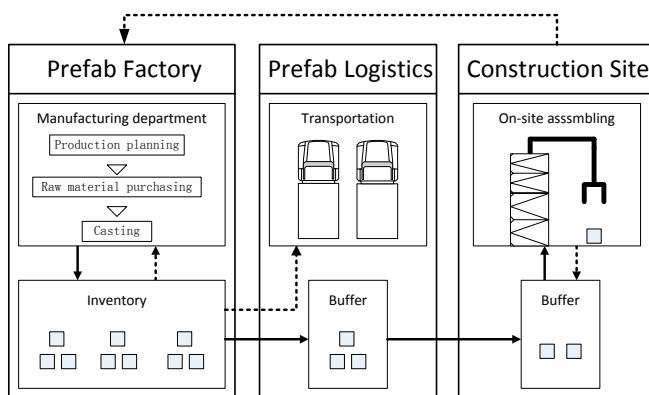 Prefab Factory
Manufacturing department
Production planning
Raw material purchasing
Casting
Inventory
Prefab Logistics
Transportation
Buffer
Construction Site
On-site asssmbling
Buffer